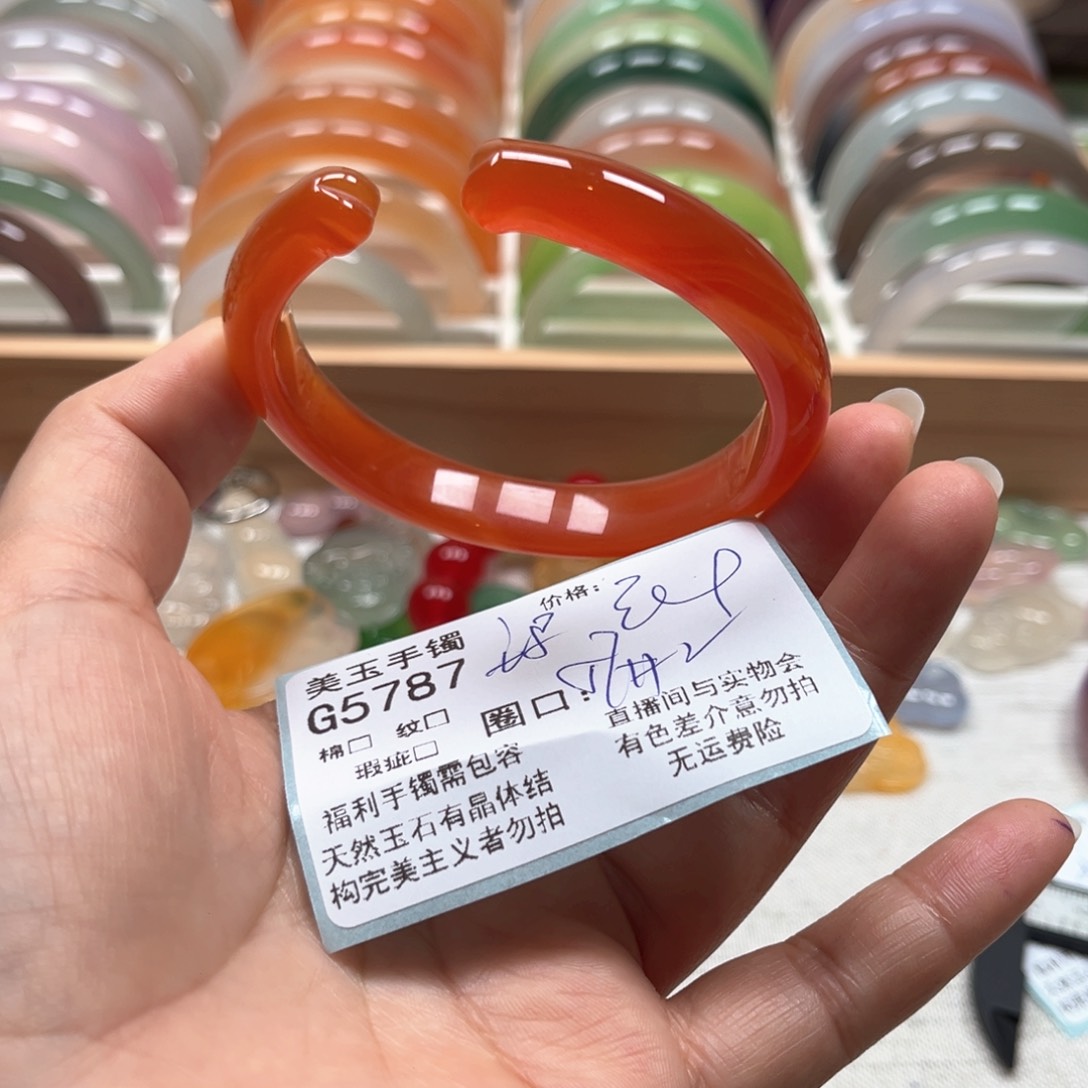 价格:
美玉手镯
G5787
圈口:
棉□ 纹□
瑕疵□
福利手镯需包容
天然玉石有晶体结
构完美主义者勿拍
直播间与实物会
有色差介意勿拍
无运费险